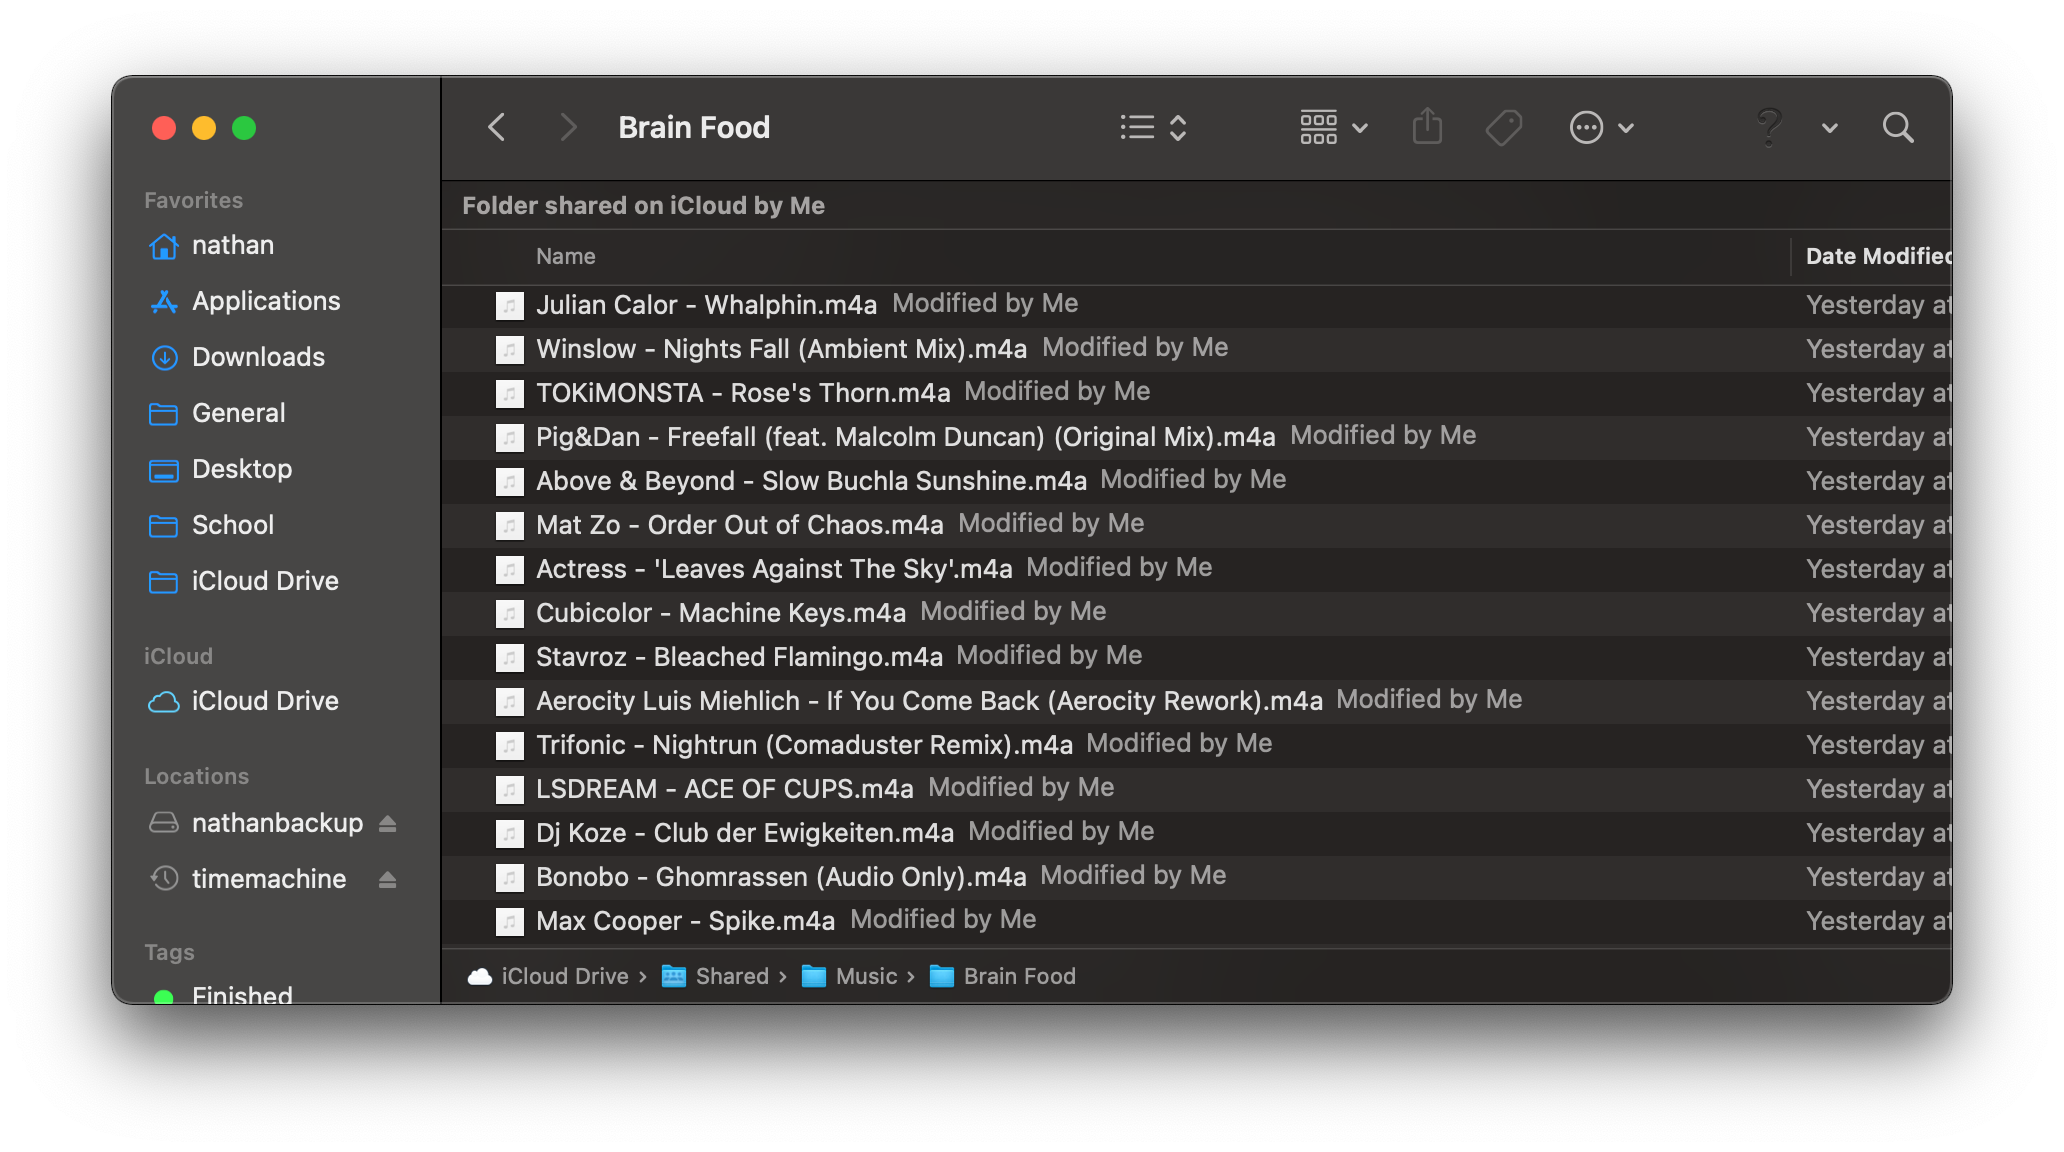 Favorites
nathan
Applications
Downloads
General
Desktop
School
iCloud Drive
iCloud
iCloud Drive
Locations
nathanbackup
timemachine
Tags
Finished
Brain Food
Folder shared on iCloud by Me
Name Date Modified
Julian Calor - Whalphin.m4a Modified by Me Yesterday at
Winslow - Nights Fall (Ambient Mix).m4a Modified by Me Yesterday at
TOKiMONSTA - Rose's Thorn.m4a Modified by Me Yesterday at
Pig&Dan - Freefall (feat. Malcolm Duncan) (Original Mix).m4a Modified by Me Yesterday at
Above & Beyond - Slow Buchla Sunshine.m4a Modified by Me Yesterday at
Mat Zo - Order Out of Chaos.m4a Modified by Me Yesterday at
Actress - 'Leaves Against The Sky'.m4a Modified by Me Yesterday at
Cubicolor - Machine Keys.m4a Modified by Me Yesterday at
Stavroz - Bleached Flamingo.m4a Modified by Me Yesterday at
Aerocity Luis Miehlich - If You Come Back (Aerocity Rework).m4a Modified by Me Yesterday at
Trifonic - Nightrun (Comaduster Remix).m4a Modified by Me Yesterday at
LSDREAM - ACE OF CUPS.m4a Modified by Me Yesterday at
Dj Koze - Club der Ewigkeiten.m4a Modified by Me Yesterday at
Bonobo - Ghomrassen (Audio Only).m4a Modified by Me Yesterday at
Max Cooper - Spike.m4a Modified by Me Yesterday at
iCloud Drive › Shared › Music › Brain Food